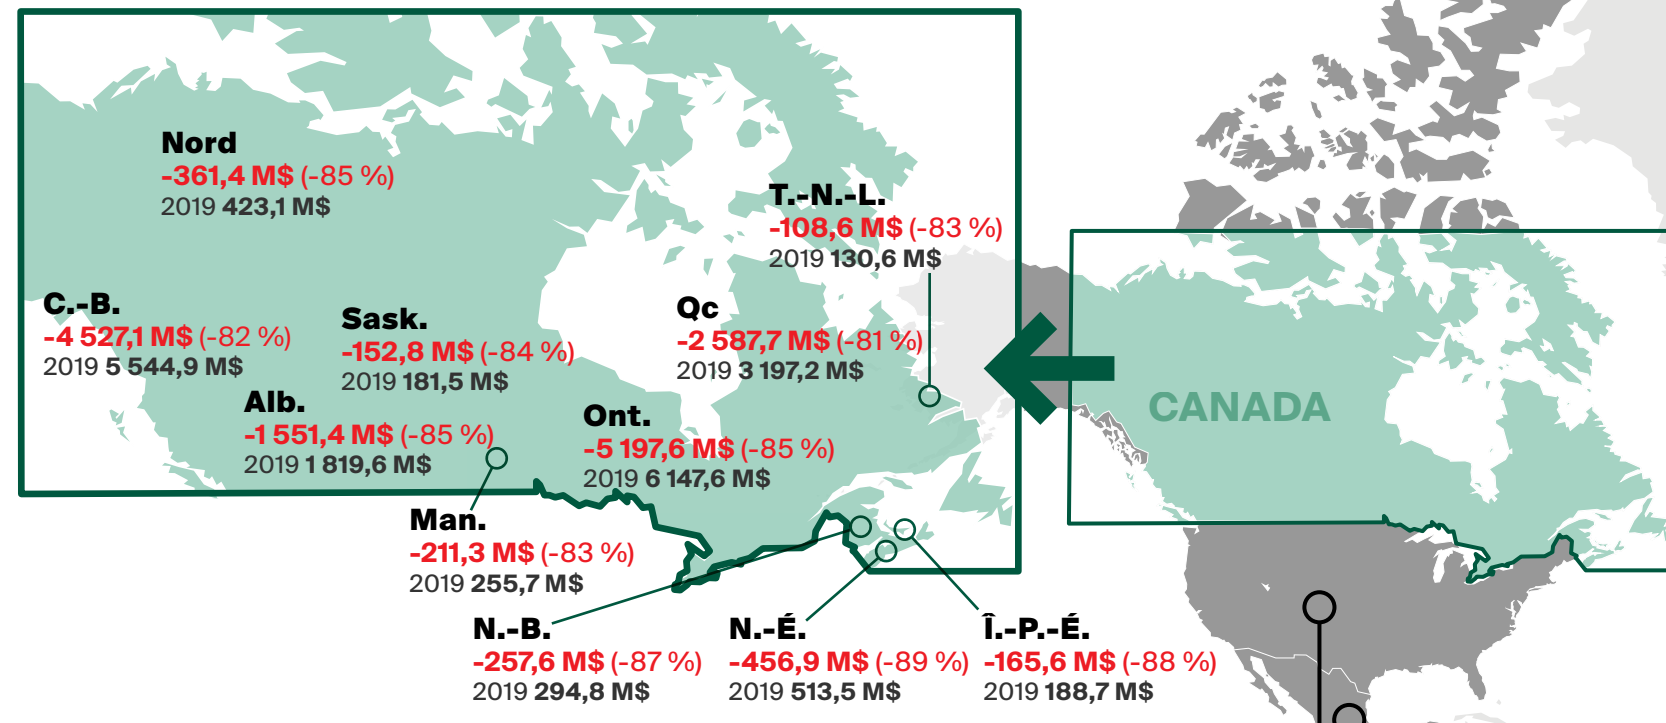 Nord
-361,4 M$ (-85 %)
2019 423,1 M$
T.-N.-L.
-108,6 M$ (-83 %)
2019 130,6 M$
C.-B.
-4 527,1 M$ (-82 %)
2019 5 544,9 M$
Sask.
-152,8 M$ (-84 %)
2019 181,5 M$
Qc
-2 587,7 M$ (-81 %)
2019 3 197,2 M$
Alb.
-1 551,4 M$ (-85 %)
2019 1 819,6 M$
Ont.
-5 197,6 M$ (-85 %)
2019 6 147,6 M$
CANADA
Man.
-211,3 M$ (-83 %)
2019 255,7 M$
N.-B.
-257,6 M$ (-87 %)
2019 294,8 M$
N.-É.
-456,9 M$ (-89 %)
2019 513,5 M$
Î.-P.-É.
-165,6 M$ (-88 %)
2019 188,7 M$